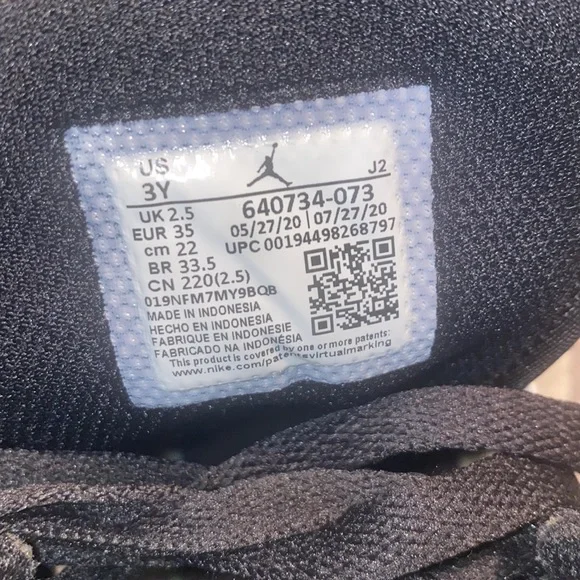 US
3Y
J2
UK 2.5
640734-073
EUR 35
05/27/20 | 07/27/20
cm 22
UPC 00194498268797
BR 33.5
CN 220(2.5)
019NFM7MY9BQB
MADE IN INDONESIA
HECHO EN INDONESIA
FABRIQUE EN INDONESIE
FABRICADO NA INDONESIA
This product is covered by one or more patents
www.nike.com/patentsvirtualmarking